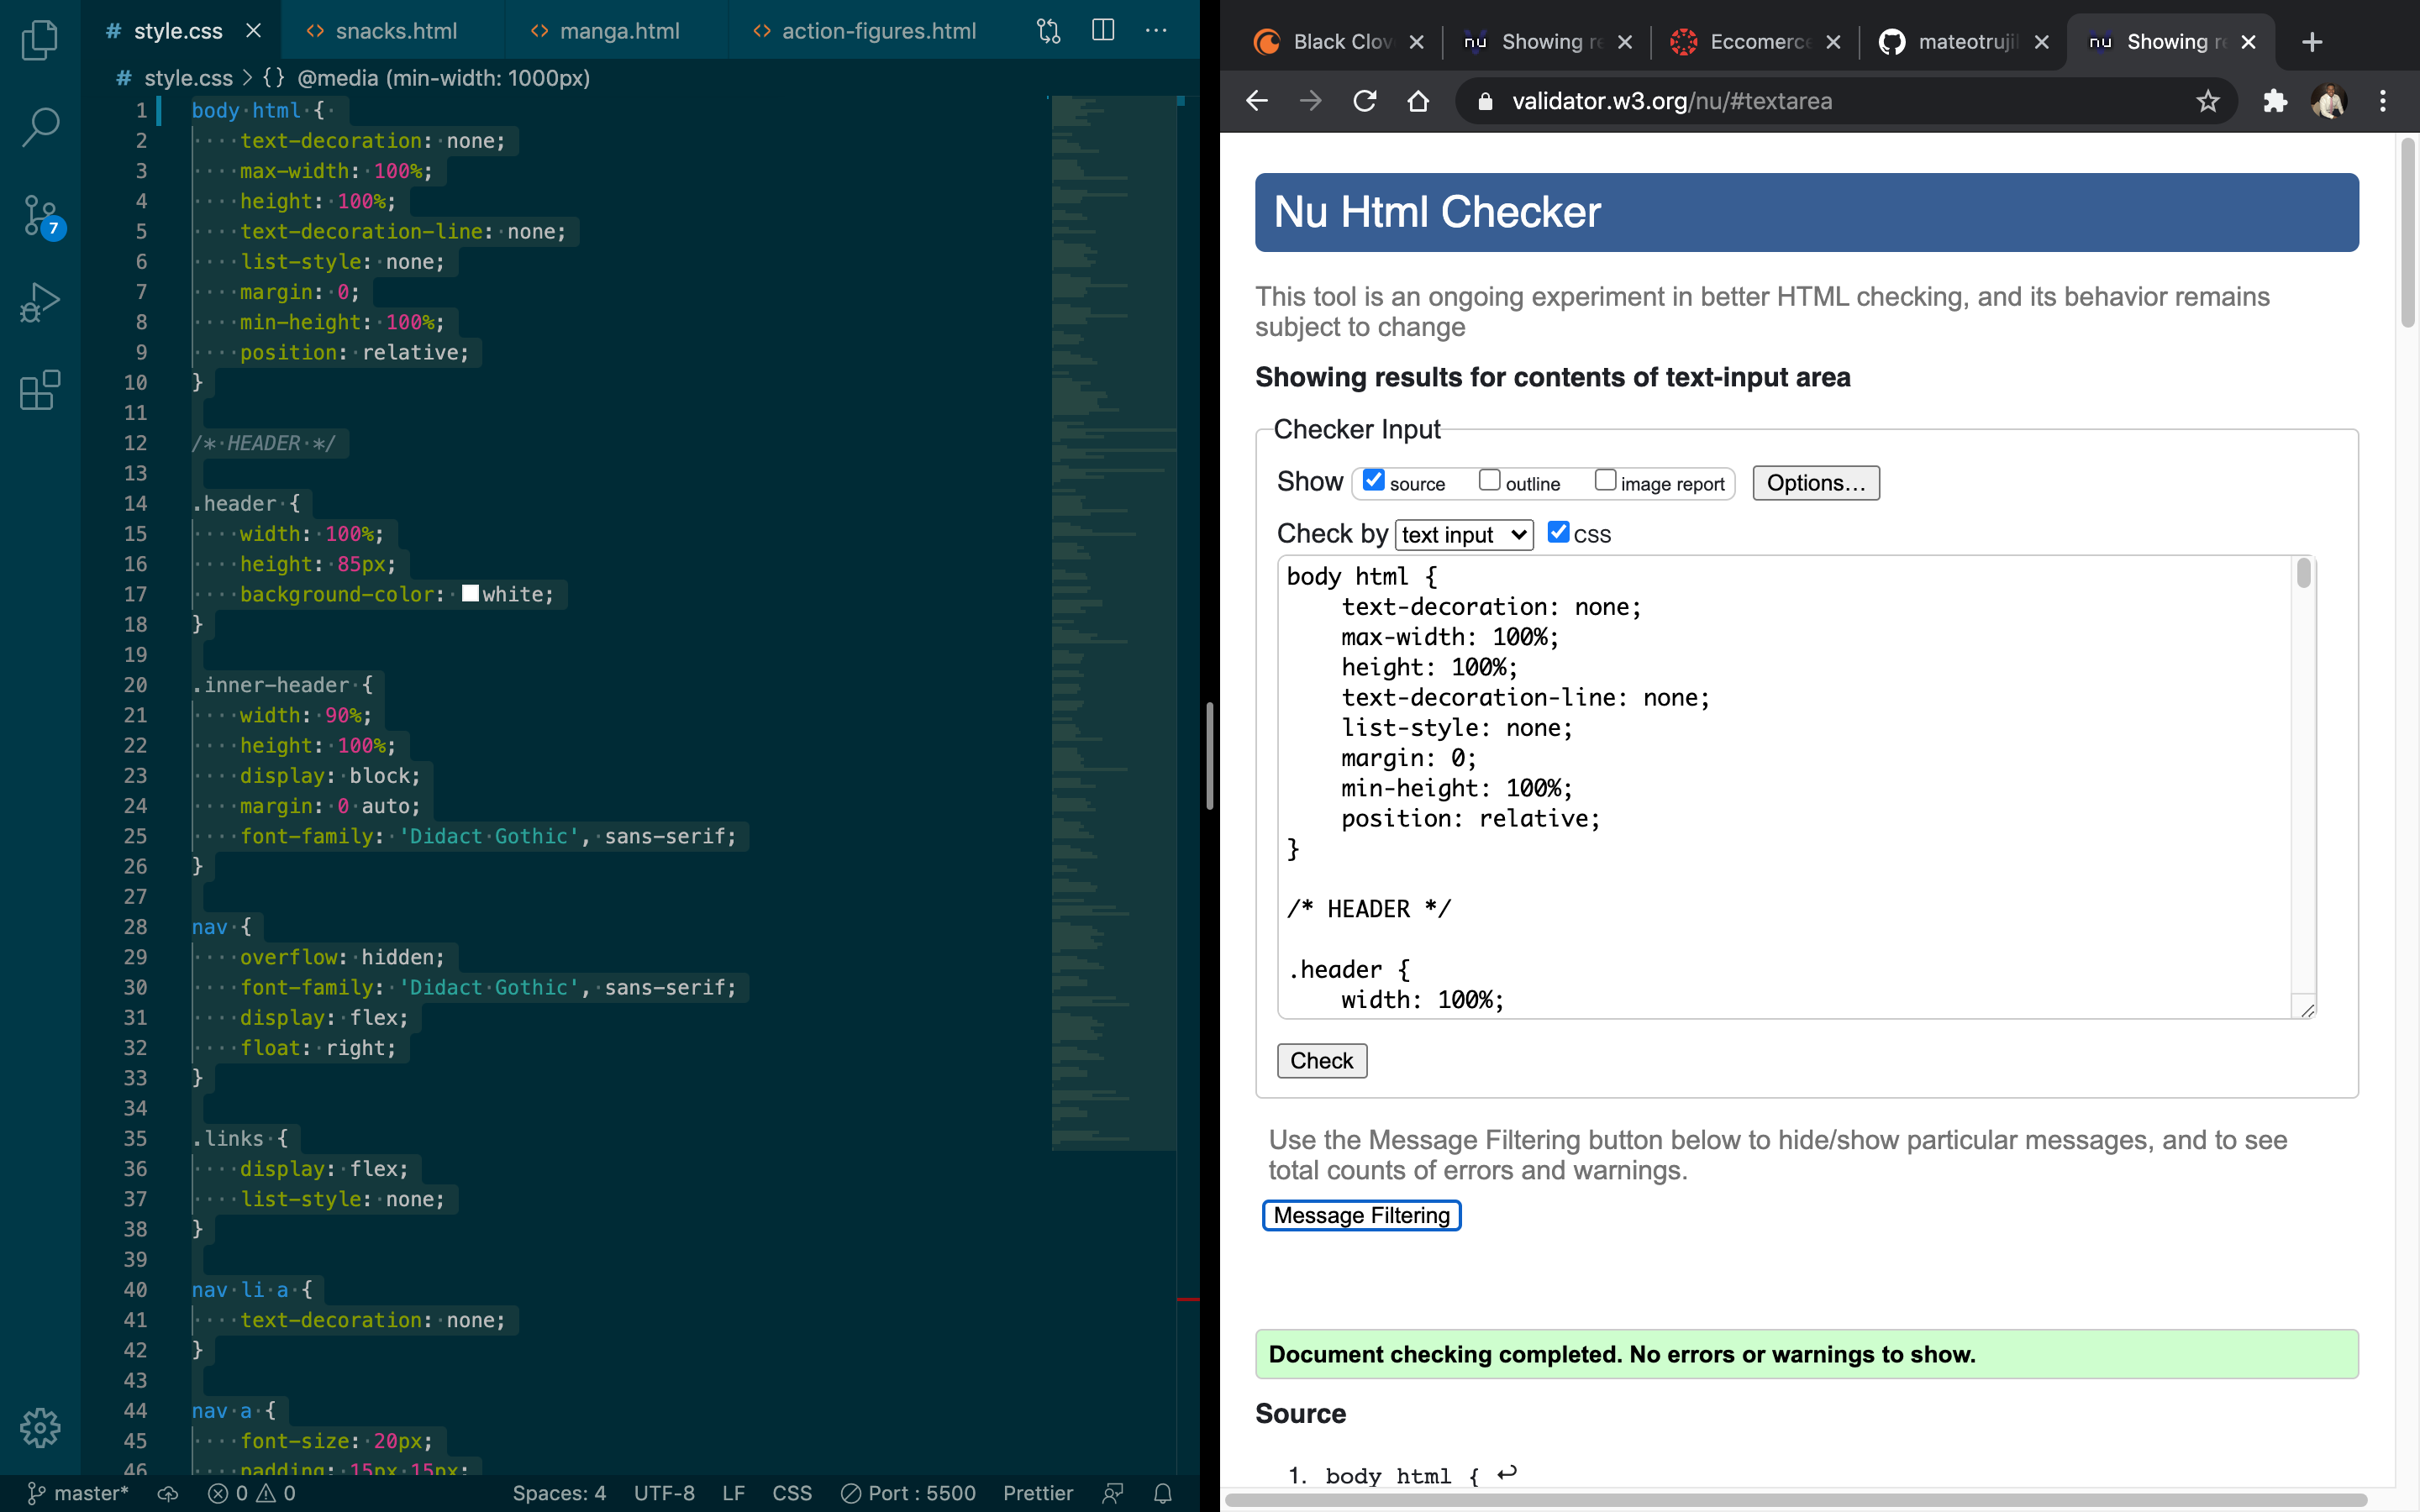 # style.css
<> snacks.html
<> manga.html
<> action-figures.html
# style.css > {} @media (min-width: 1000px)
1 body html {
2 text-decoration: none;
3 max-width: 100%;
4 height: 100%;
5 text-decoration-line: none;
6 list-style: none;
7 margin: 0;
8 min-height: 100%;
9 position: relative;
10 }
11
12 /* HEADER */
13
14 .header {
15 width: 100%;
16 height: 85px;
17 background-color: white;
18 }
19
20 .inner-header {
21 width: 90%;
22 height: 100%;
23 display: block;
24 margin: 0 auto;
25 font-family: 'Didact Gothic', sans-serif;
26 }
27
28 nav {
29 overflow: hidden;
30 font-family: 'Didact Gothic', sans-serif;
31 display: flex;
32 float: right;
33 }
34
35 .links {
36 display: flex;
37 list-style: none;
38 }
39
40 nav li a {
41 text-decoration: none;
42 }
43
44 nav a {
45 font-size: 20px;
46 padding: 15px 15px;
7
master* 0 0 Spaces: 4 UTF-8 LF CSS Port : 5500 Prettier
Black Clov
nu Showing re
Eccomerce
mateotrujil
nu Showing re
validator.w3.org/nu/#textarea
Nu Html Checker
This tool is an ongoing experiment in better HTML checking, and its behavior remains
subject to change
Showing results for contents of text-input area
Checker Input
Show source outline image report Options...
Check by text input CSS
body html {
text-decoration: none;
max-width: 100%;
height: 100%;
text-decoration-line: none;
list-style: none;
margin: 0;
min-height: 100%;
position: relative;
}
/* HEADER */
.header {
width: 100%;
Check
Use the Message Filtering button below to hide/show particular messages, and to see
total counts of errors and warnings.
Message Filtering
Document checking completed. No errors or warnings to show.
Source
1. body html { ↩